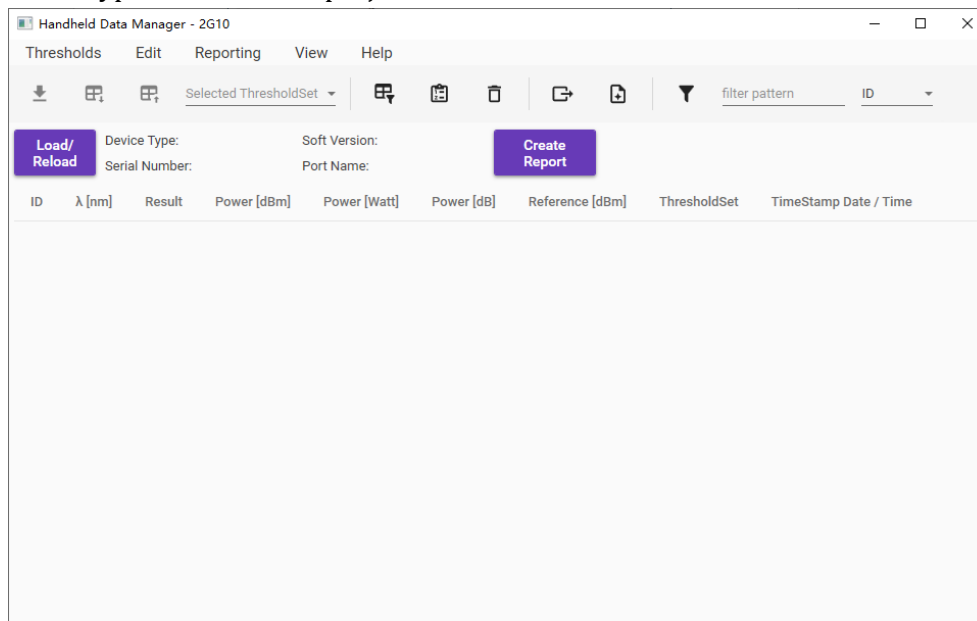 Handheld Data Manager - 2G10
Thresholds Edit Reporting View Help
Selected ThresholdSet filter pattern ID
Load/ Reload Device Type: Soft Version: Create Report
Serial Number: Port Name:
ID λ [nm] Result Power [dBm] Power [Watt] Power [dB] Reference [dBm] ThresholdSet TimeStamp Date / Time